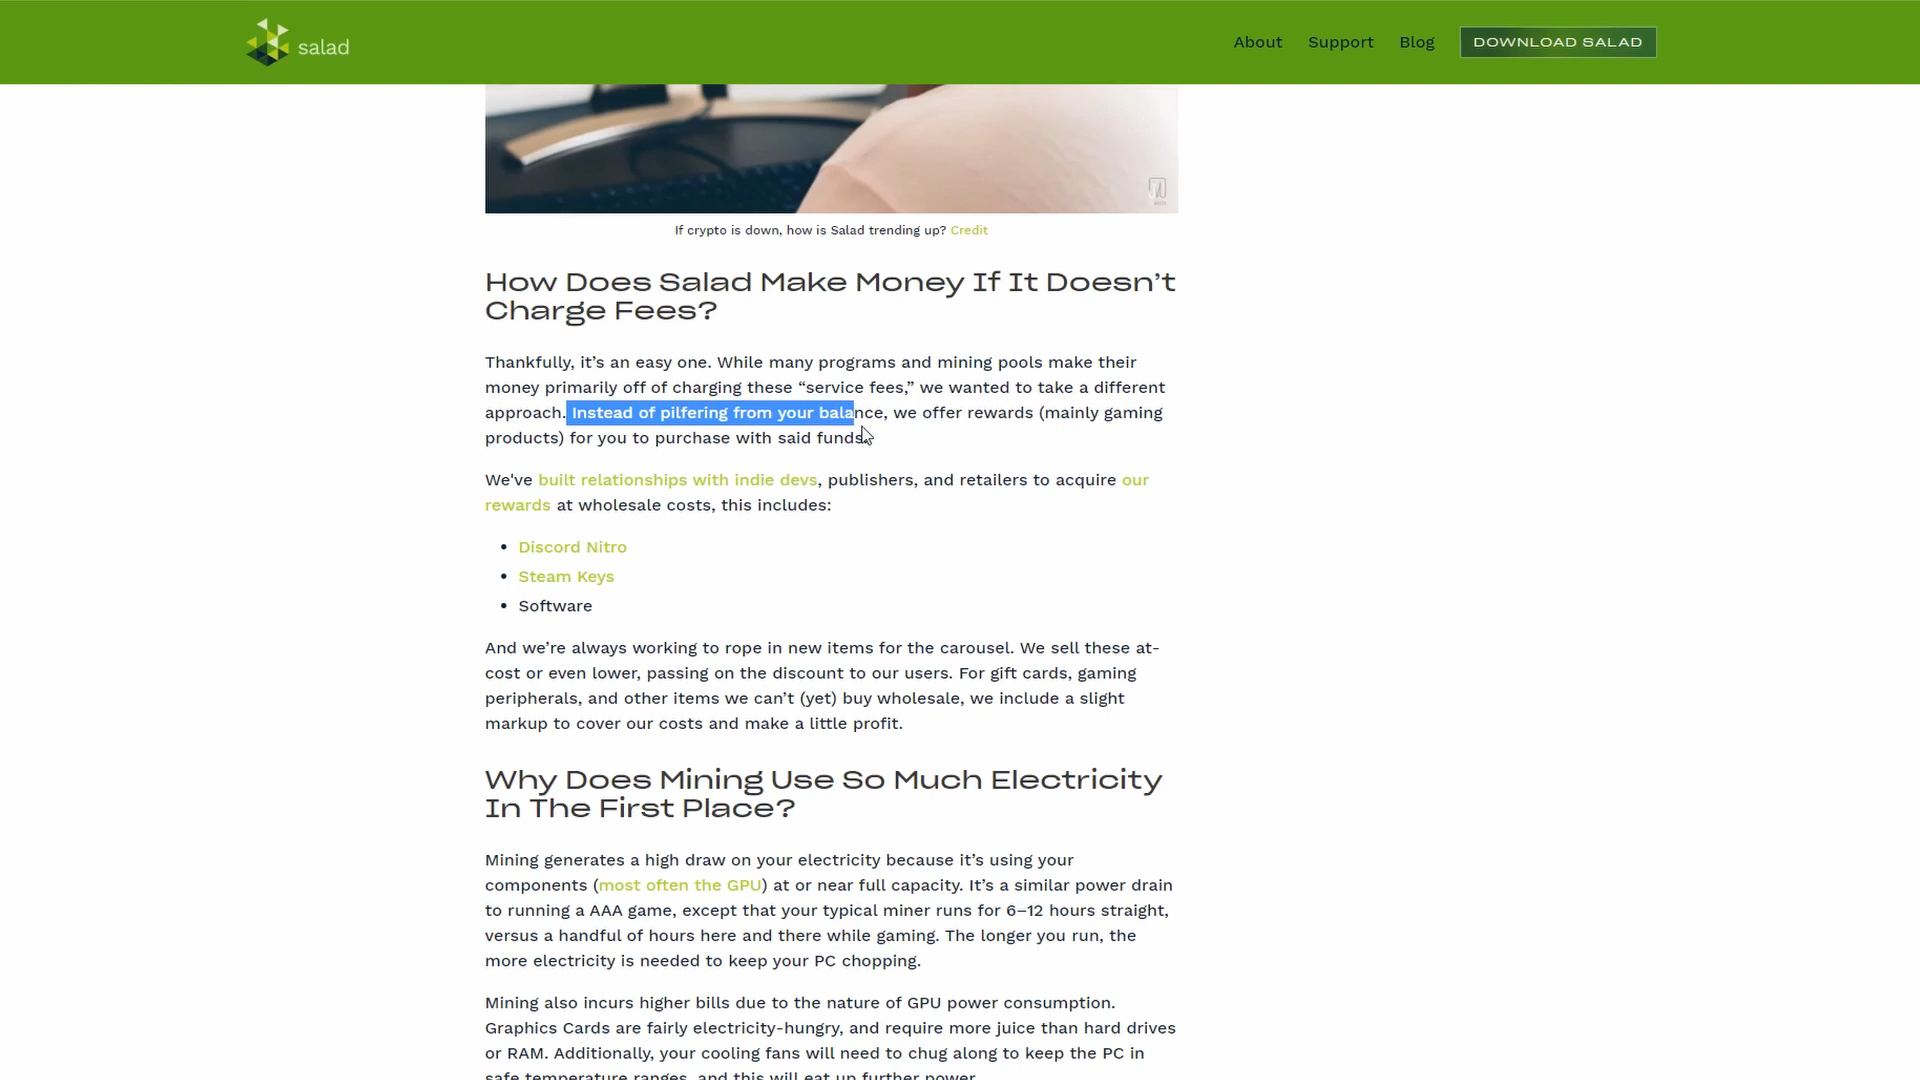 salad
About Support Blog DOWNLOAD SALAD
If crypto is down, how is Salad trending up? Credit
How Does Salad Make Money If It Doesn’t
Charge Fees?
Thankfully, it’s an easy one. While many programs and mining pools make their
money primarily off of charging these “service fees,” we wanted to take a different
approach. Instead of pilfering from your balance, we offer rewards (mainly gaming
products) for you to purchase with said funds.
We've built relationships with indie devs, publishers, and retailers to acquire our
rewards at wholesale costs, this includes:
• Discord Nitro
• Steam Keys
• Software
And we’re always working to rope in new items for the carousel. We sell these at-
cost or even lower, passing on the discount to our users. For gift cards, gaming
peripherals, and other items we can’t (yet) buy wholesale, we include a slight
markup to cover our costs and make a little profit.
Why Does Mining Use So Much Electricity
In The First Place?
Mining generates a high draw on your electricity because it’s using your
components (most often the GPU) at or near full capacity. It’s a similar power drain
to running a AAA game, except that your typical miner runs for 6–12 hours straight,
versus a handful of hours here and there while gaming. The longer you run, the
more electricity is needed to keep your PC chopping.
Mining also incurs higher bills due to the nature of GPU power consumption.
Graphics Cards are fairly electricity-hungry, and require more juice than hard drives
or RAM. Additionally, your cooling fans will need to chug along to keep the PC in
safe temperature ranges, and this will eat up further power.